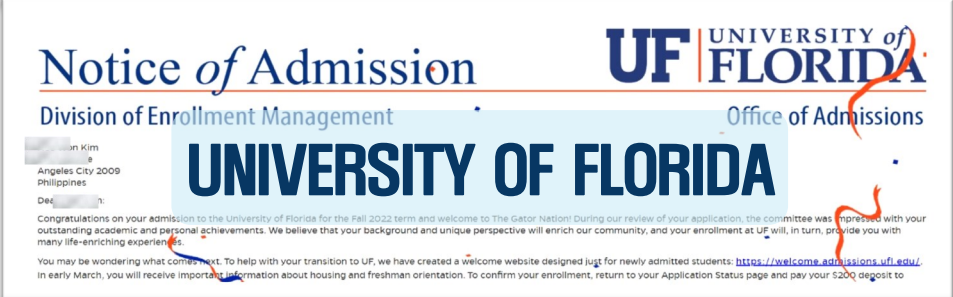 Notice of Admission
UF UNIVERSITY of FLORIDA
Division of Enrollment Management
Office of Admissions
UNIVERSITY OF FLORIDA
on Kim
e
Angeles City 2009
Philippines
Dea n:
Congratulations on your admission to the University of Florida for the Fall 2022 term and welcome to The Gator Nation! During our review of your application, the committee was impressed with your
outstanding academic and personal achievements. We believe that your background and unique perspective will enrich our community, and your enrollment at UF will, in turn, provide you with
many life-enriching experiences.
You may be wondering what comes next. To help with your transition to UF, we have created a welcome website designed just for newly admitted students: https://welcome.admissions.ufl.edu/.
In early March, you will receive important information about housing and freshman orientation. To confirm your enrollment, return to your Application Status page and pay your $200 deposit to